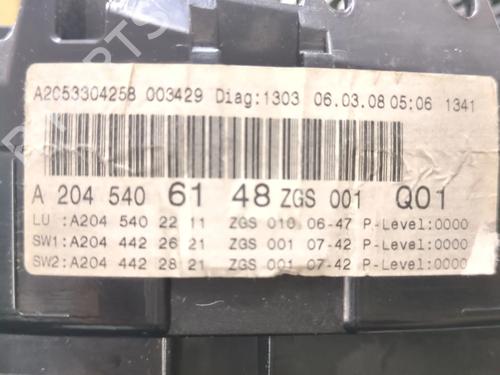 A2C53304258 003429 Diag:1303 06.03.08 05:06 1341
A 204 540 61 48 ZGS 001 Q01
LU :A204 540 22 11 ZGS 010 06-47 P-Level:0000
SW1:A204 442 26 21 ZGS 001 07-42 P-Level:0000
SW2:A204 442 28 21 ZGS 001 07-42 P-Level:0000